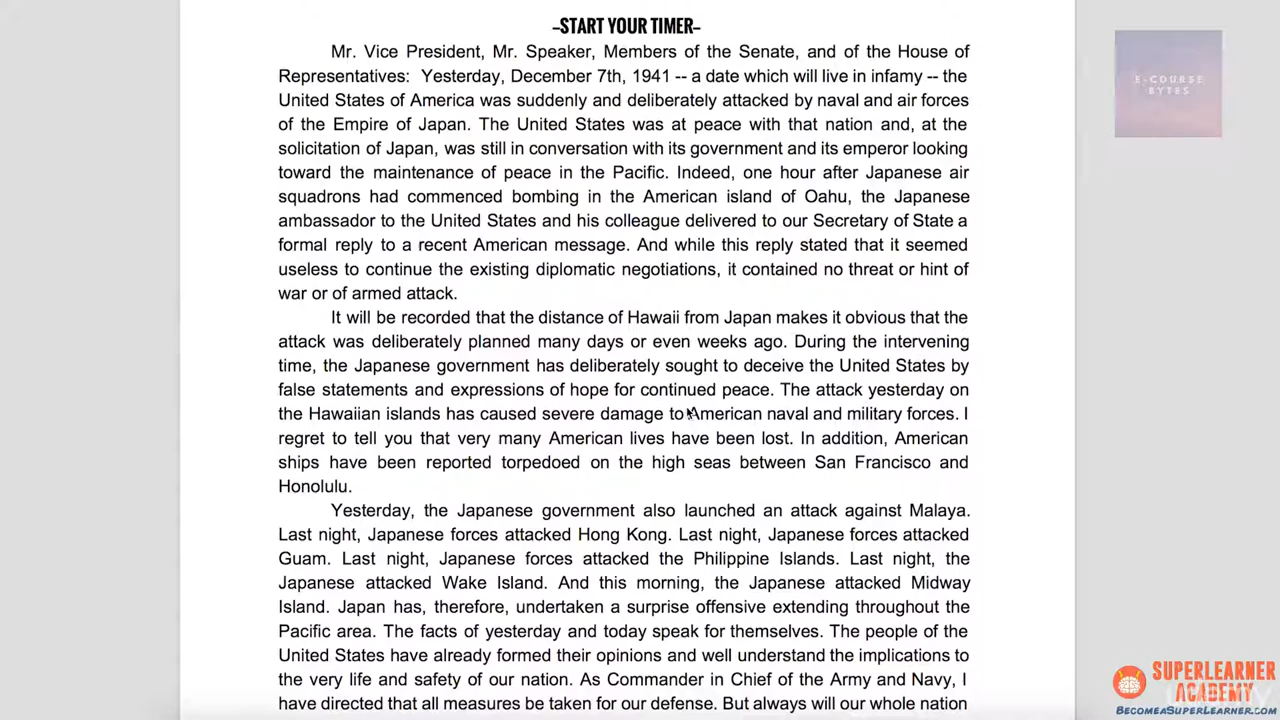 –START YOUR TIMER–
Mr. Vice President, Mr. Speaker, Members of the Senate, and of the House of
Representatives: Yesterday, December 7th, 1941 -- a date which will live in infamy -- the
United States of America was suddenly and deliberately attacked by naval and air forces
of the Empire of Japan. The United States was at peace with that nation and, at the
solicitation of Japan, was still in conversation with its government and its emperor looking
toward the maintenance of peace in the Pacific. Indeed, one hour after Japanese air
squadrons had commenced bombing in the American island of Oahu, the Japanese
ambassador to the United States and his colleague delivered to our Secretary of State a
formal reply to a recent American message. And while this reply stated that it seemed
useless to continue the existing diplomatic negotiations, it contained no threat or hint of
war or of armed attack.
It will be recorded that the distance of Hawaii from Japan makes it obvious that the
attack was deliberately planned many days or even weeks ago. During the intervening
time, the Japanese government has deliberately sought to deceive the United States by
false statements and expressions of hope for continued peace. The attack yesterday on
the Hawaiian islands has caused severe damage to American naval and military forces. I
regret to tell you that very many American lives have been lost. In addition, American
ships have been reported torpedoed on the high seas between San Francisco and
Honolulu.
Yesterday, the Japanese government also launched an attack against Malaya.
Last night, Japanese forces attacked Hong Kong. Last night, Japanese forces attacked
Guam. Last night, Japanese forces attacked the Philippine Islands. Last night, the
Japanese attacked Wake Island. And this morning, the Japanese attacked Midway
Island. Japan has, therefore, undertaken a surprise offensive extending throughout the
Pacific area. The facts of yesterday and today speak for themselves. The people of the
United States have already formed their opinions and well understand the implications to
the very life and safety of our nation. As Commander in Chief of the Army and Navy, I
have directed that all measures be taken for our defense. But always will our whole nation
E-COURSE
BYTES
SUPERLEARNER
ACADEMY
BECOMEASUPERLEARNER.COM